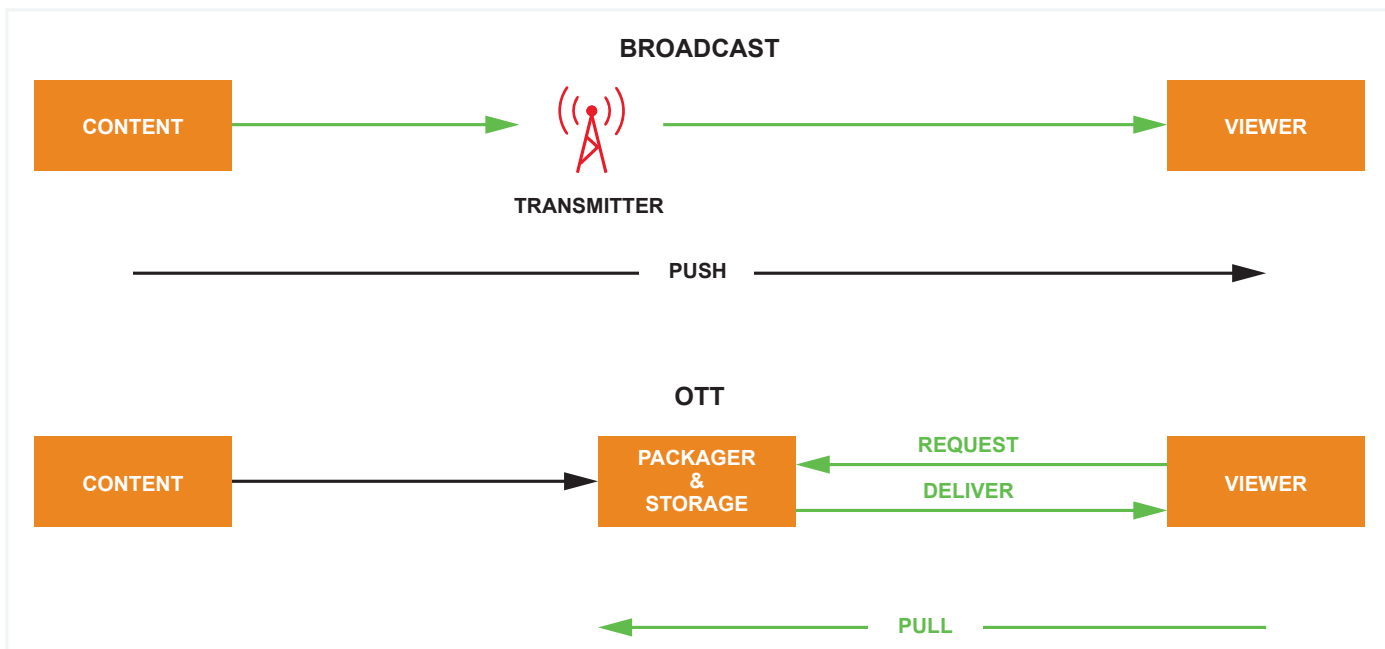 BROADCAST
CONTENT
VIEWER
TRANSMITTER
PUSH
OTT
CONTENT
PACKAGER
&
STORAGE
REQUEST
DELIVER
VIEWER
PULL